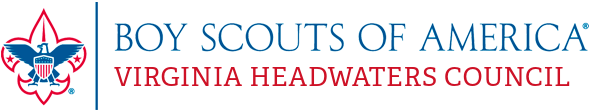 BOY SCOUTS OF AMERICA®
VIRGINIA HEADWATERS COUNCIL
®